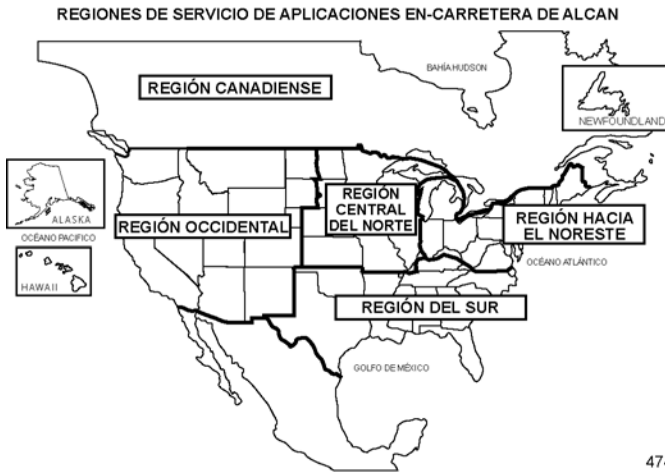 REGIONES DE SERVICIO DE APLICACIONES EN-CARRETERA DE ALCAN
BAHÍA HUDSON
REGIÓN CANADIENSE
NEWFOUNDLAND
ALASKA
OCÉANO PACIFICO
HAWAII
REGIÓN OCCIDENTAL
REGIÓN
CENTRAL
DEL NORTE
REGIÓN HACIA
EL NORESTE
OCÉANO ATLÁNTICO
REGIÓN DEL SUR
GOLFO DE MÉXICO